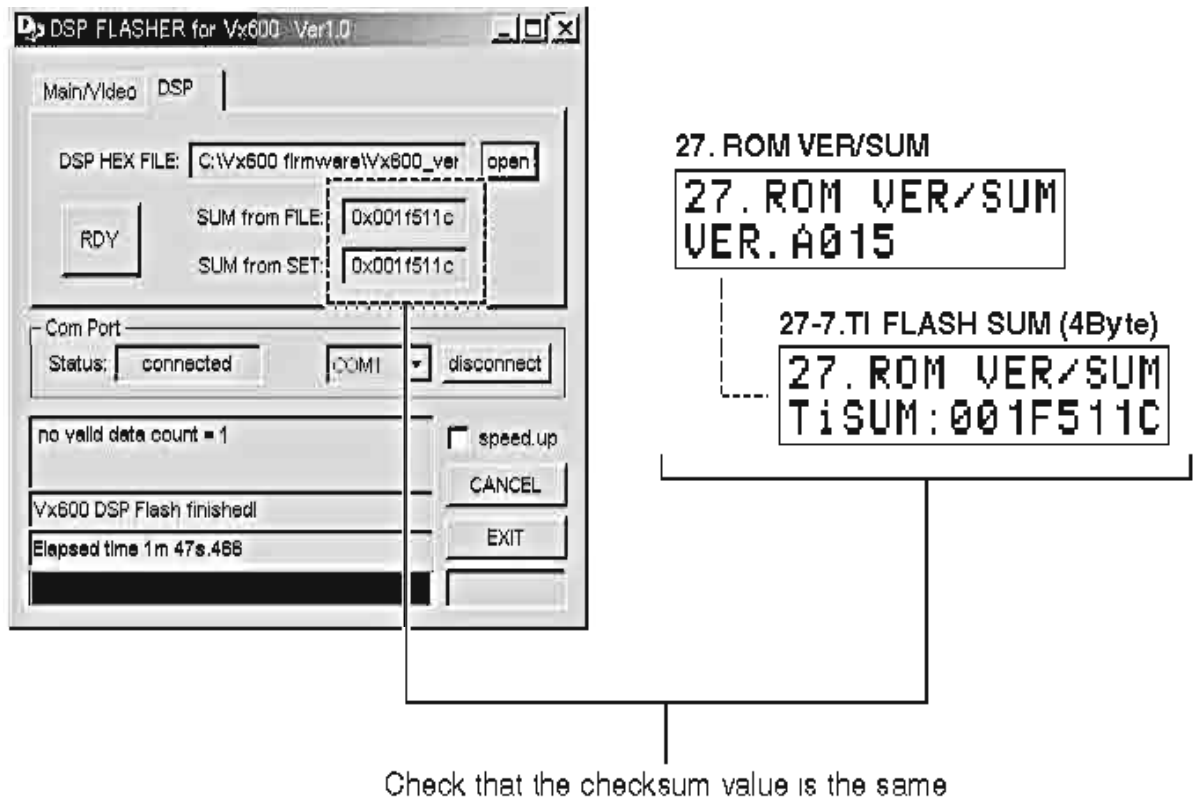 DSP FLASHER for Vx600 Ver1.0
Main/Video DSP
DSP HEX FILE: C:\Vx600 firmware\Vx600_ver open
RDY
SUM from FILE: 0x001f511c
SUM from SET: 0x001f511c
Com Port
Status: connected COM1 disconnect
no valid data count = 1
speed.up
CANCEL
Vx600 DSP Flash finished!
EXIT
Elapsed time 1m 47s.466
27. ROM VER/SUM
27.ROM VER/SUM
VER.A015
27-7.TI FLASH SUM (4Byte)
27.ROM VER/SUM
TiSUM:001F511C
Check that the checksum value is the same